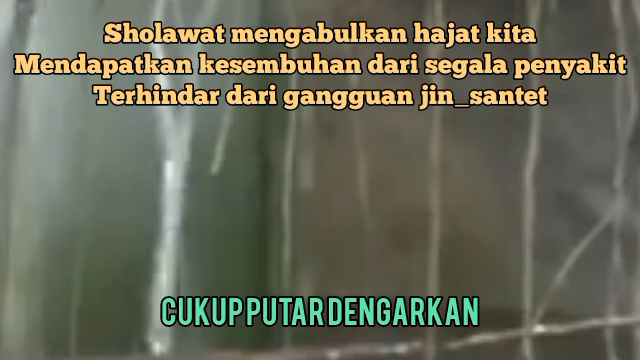 Sholawat mengabulkan hajat kita
Mendapatkan kesembuhan dari segala penyakit
Terhindar dari gangguan jin_santet
CUKUP PUTAR DENGARKAN